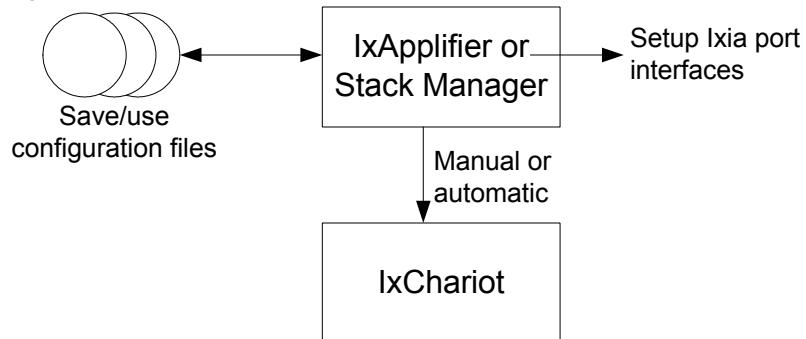 IxApplifier or
Stack Manager
Setup Ixia port
interfaces
Save/use
configuration files
Manual or
automatic
IxChariot